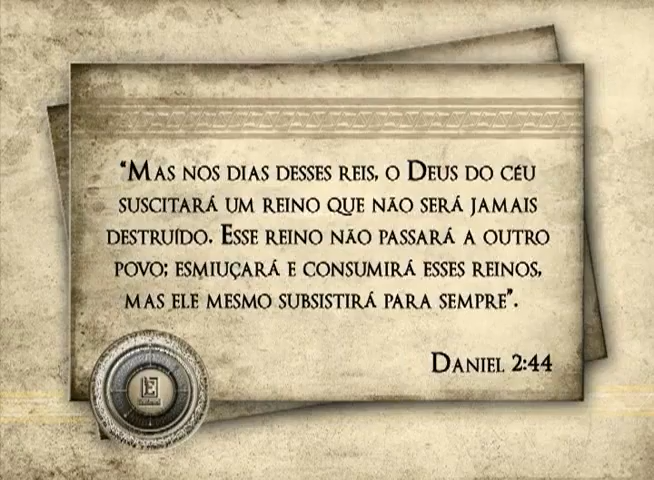 “Mas nos dias desses reis, o Deus do céu
suscitará um reino que não será jamais
destruído. Esse reino não passará a outro
povo; esmiuçará e consumirá esses reinos,
mas ele mesmo subsistirá para sempre”.
Daniel 2:44
E